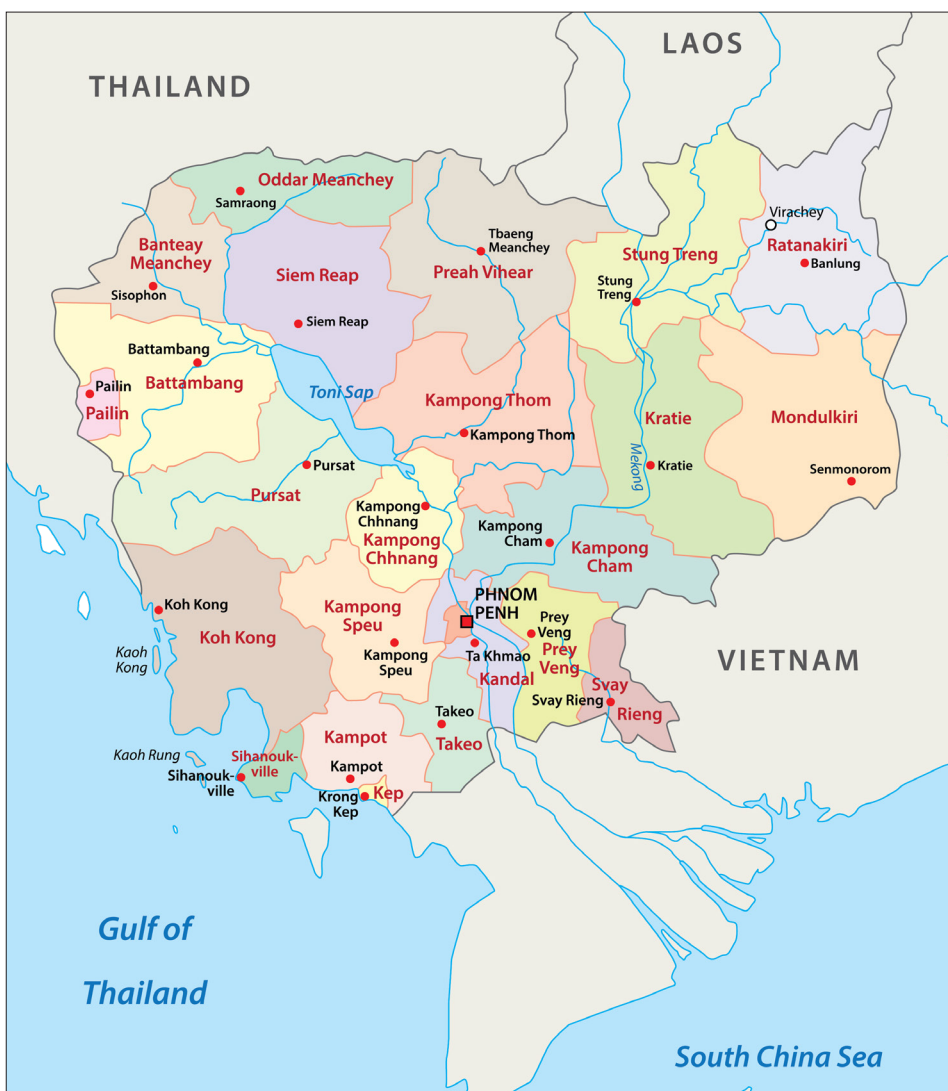 LAOS
THAILAND
Oddar Meanchey
Samraong
Virachey
Banteay
Meanchey
Tbaeng
Meanchey
Preah Vihear
Stung Treng
Ratanakiri
Banlung
Siem Reap
Stung
Treng
Sisophon
Siem Reap
Battambang
Battambang
Pailin
Pailin
Toni Sap
Kampong Thom
Kratie
Mondulkiri
Kampong Thom
Mekong
Kratie
Senmonorom
Pursat
Pursat
Kampong
Chhnang
Kampong
Chhnang
Kampong
Cham
Kampong
Cham
PHNOM
PENH
Koh Kong
Koh Kong
Kampong
Speu
Kampong
Speu
Prey
Veng
Prey
Veng
Kaoh
Kong
Ta Khmao
Kandal
VIETNAM
Svay
Rieng
Svay Rieng
Takeo
Takeo
Kampot
Kampot
Kaoh Rung
Sihanouk-
ville
Sihanouk-
ville
Krong
Kep
Kep
Gulf of
Thailand
South China Sea